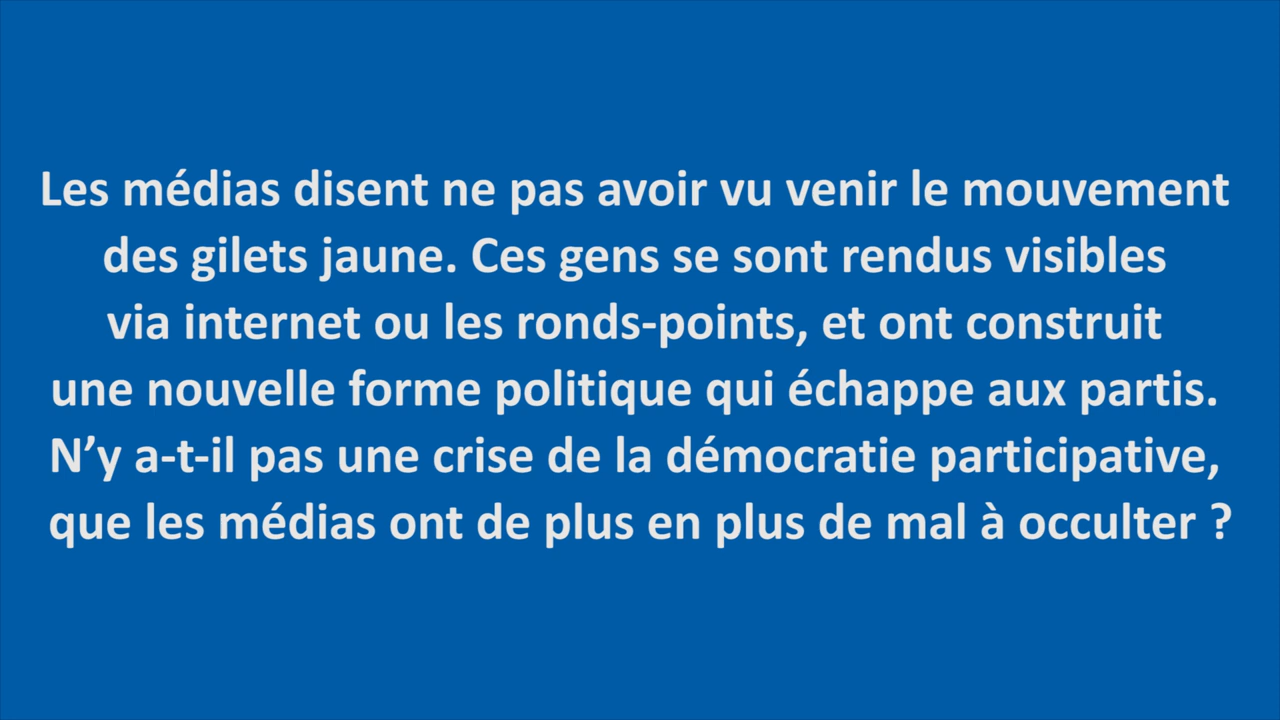 Les médias disent ne pas avoir vu venir le mouvement
des gilets jaune. Ces gens se sont rendus visibles
via internet ou les ronds-points, et ont construit
une nouvelle forme politique qui échappe aux partis.
N’y a-t-il pas une crise de la démocratie participative,
que les médias ont de plus en plus de mal à occulter ?